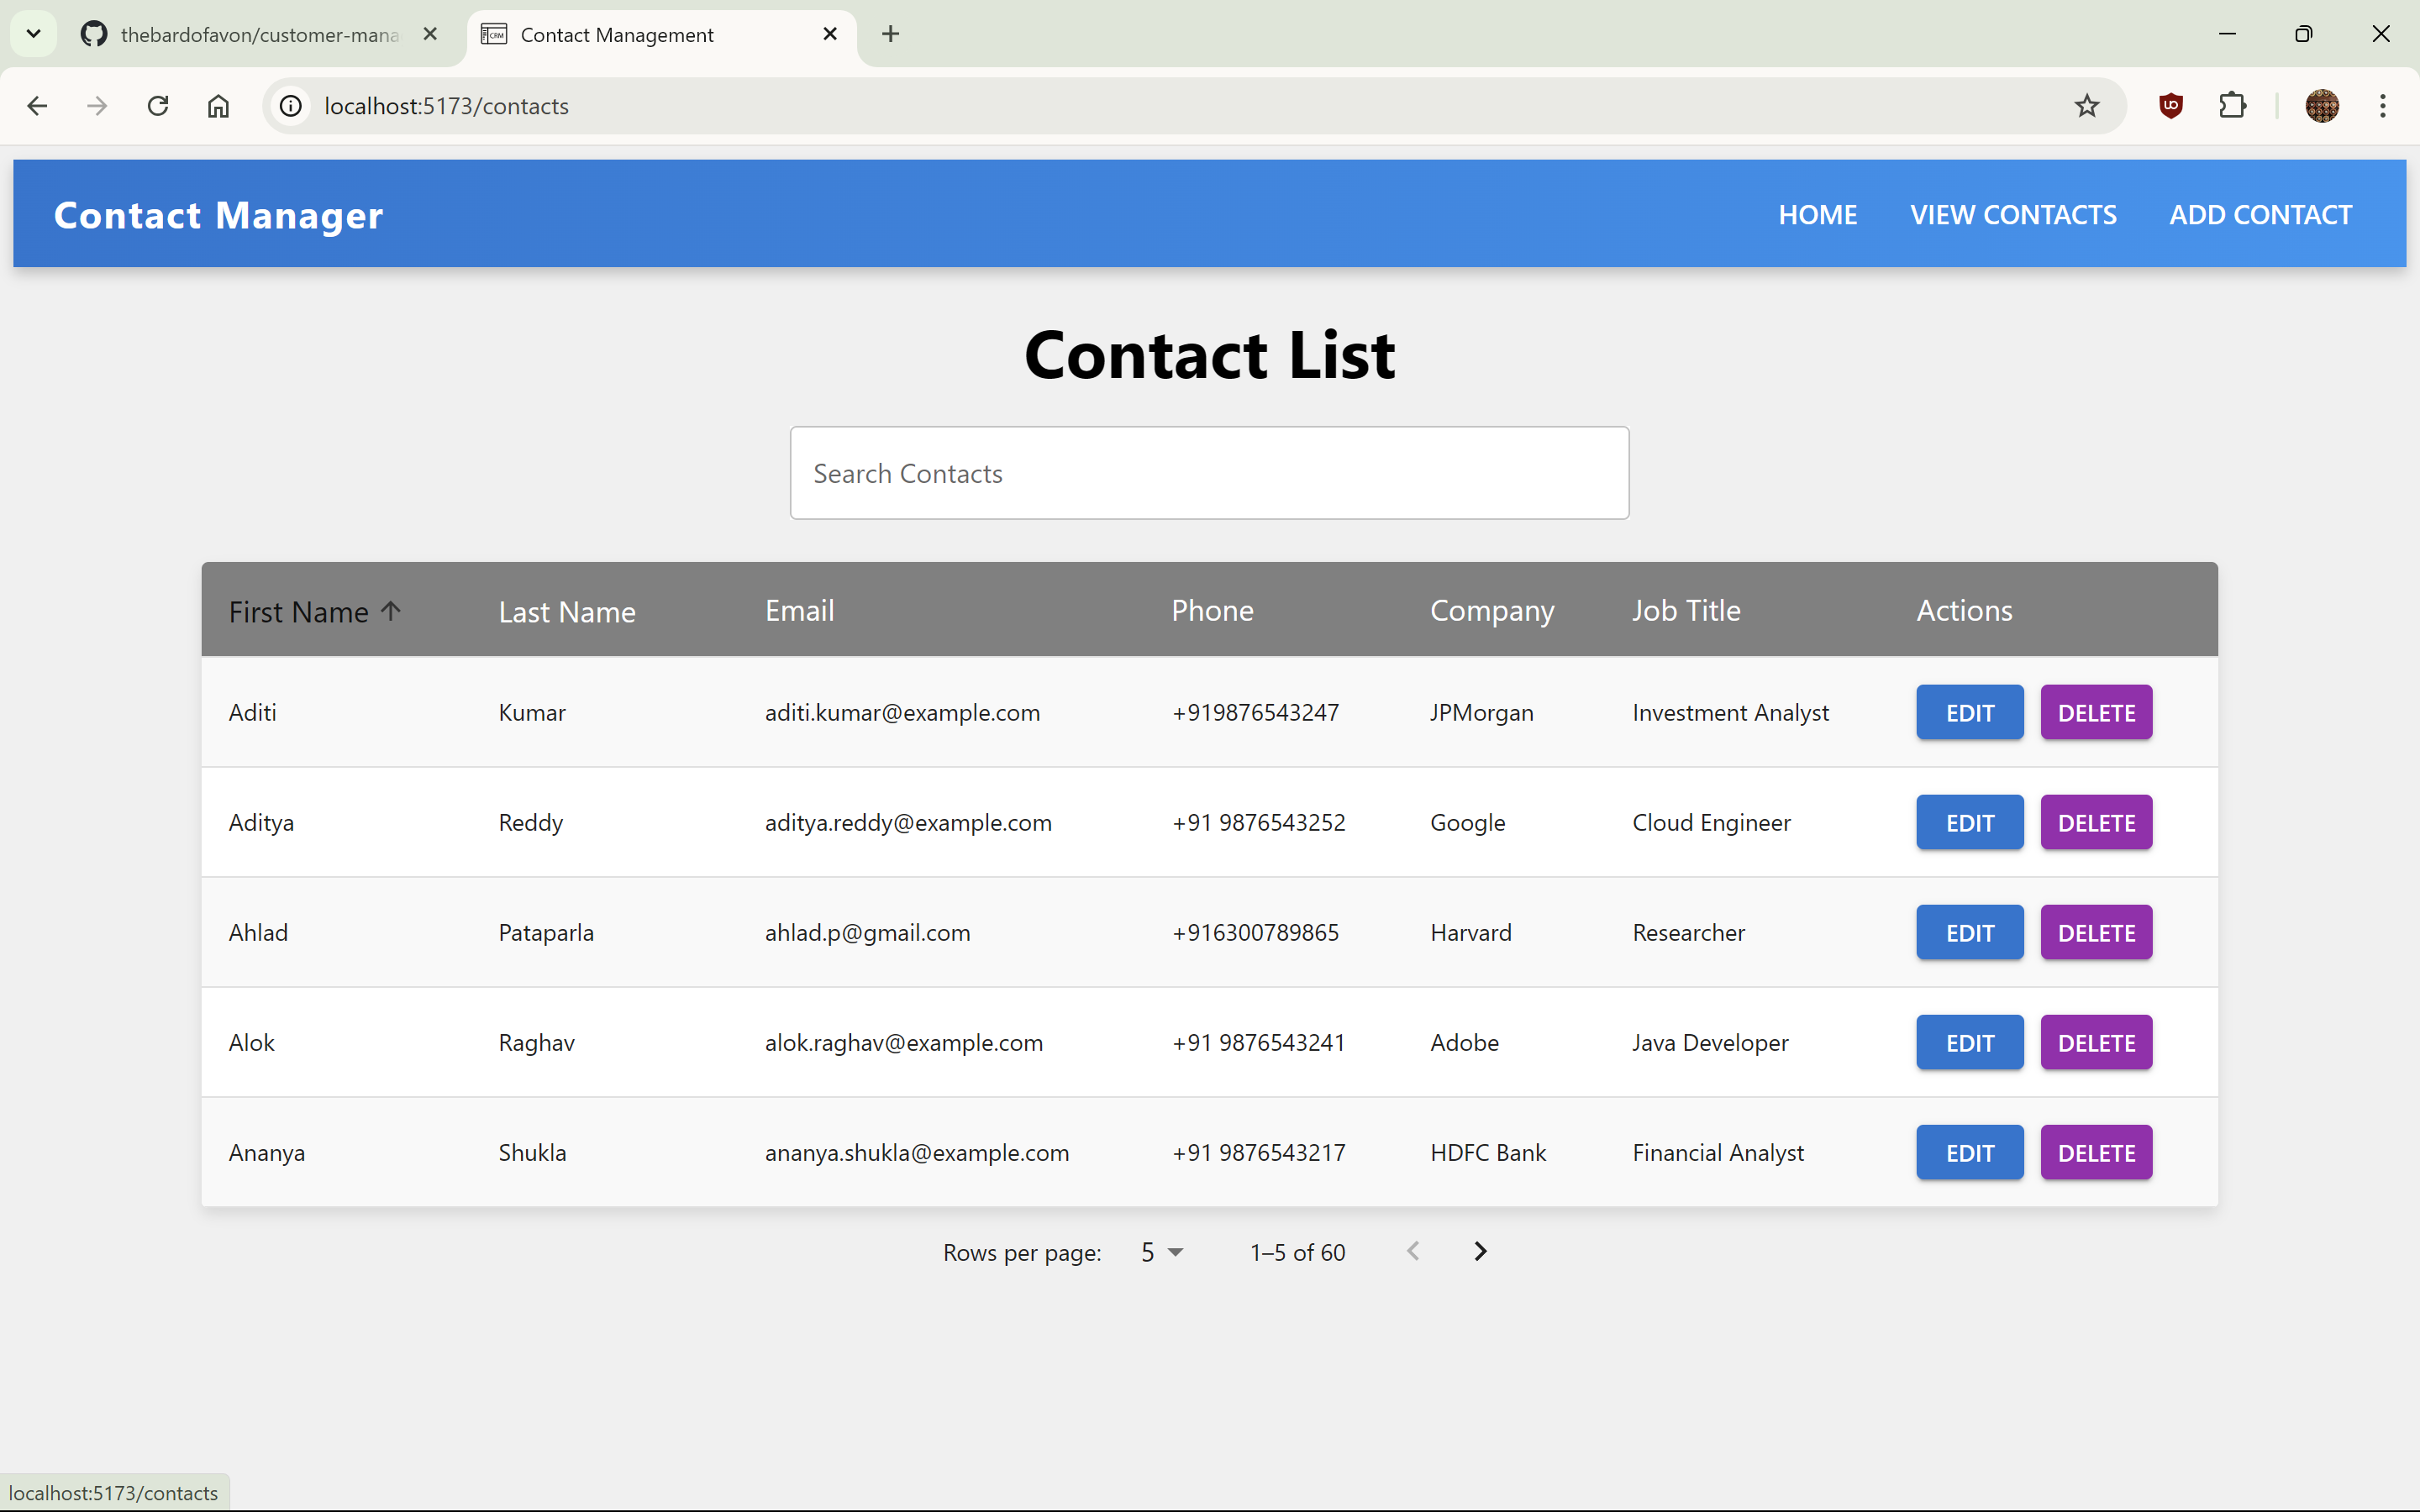 thebardofavon/customer-mana
Contact Management
localhost:5173/contacts
Contact Manager
HOME VIEW CONTACTS ADD CONTACT
Contact List
Search Contacts
First Name Last Name Email Phone Company Job Title Actions
Aditi Kumar aditi.kumar@example.com +919876543247 JPMorgan Investment Analyst EDIT DELETE
Aditya Reddy aditya.reddy@example.com +91 9876543252 Google Cloud Engineer EDIT DELETE
Ahlad Pataparla ahlad.p@gmail.com +916300789865 Harvard Researcher EDIT DELETE
Alok Raghav alok.raghav@example.com +91 9876543241 Adobe Java Developer EDIT DELETE
Ananya Shukla ananya.shukla@example.com +91 9876543217 HDFC Bank Financial Analyst EDIT DELETE
Rows per page: 5 1–5 of 60
localhost:5173/contacts